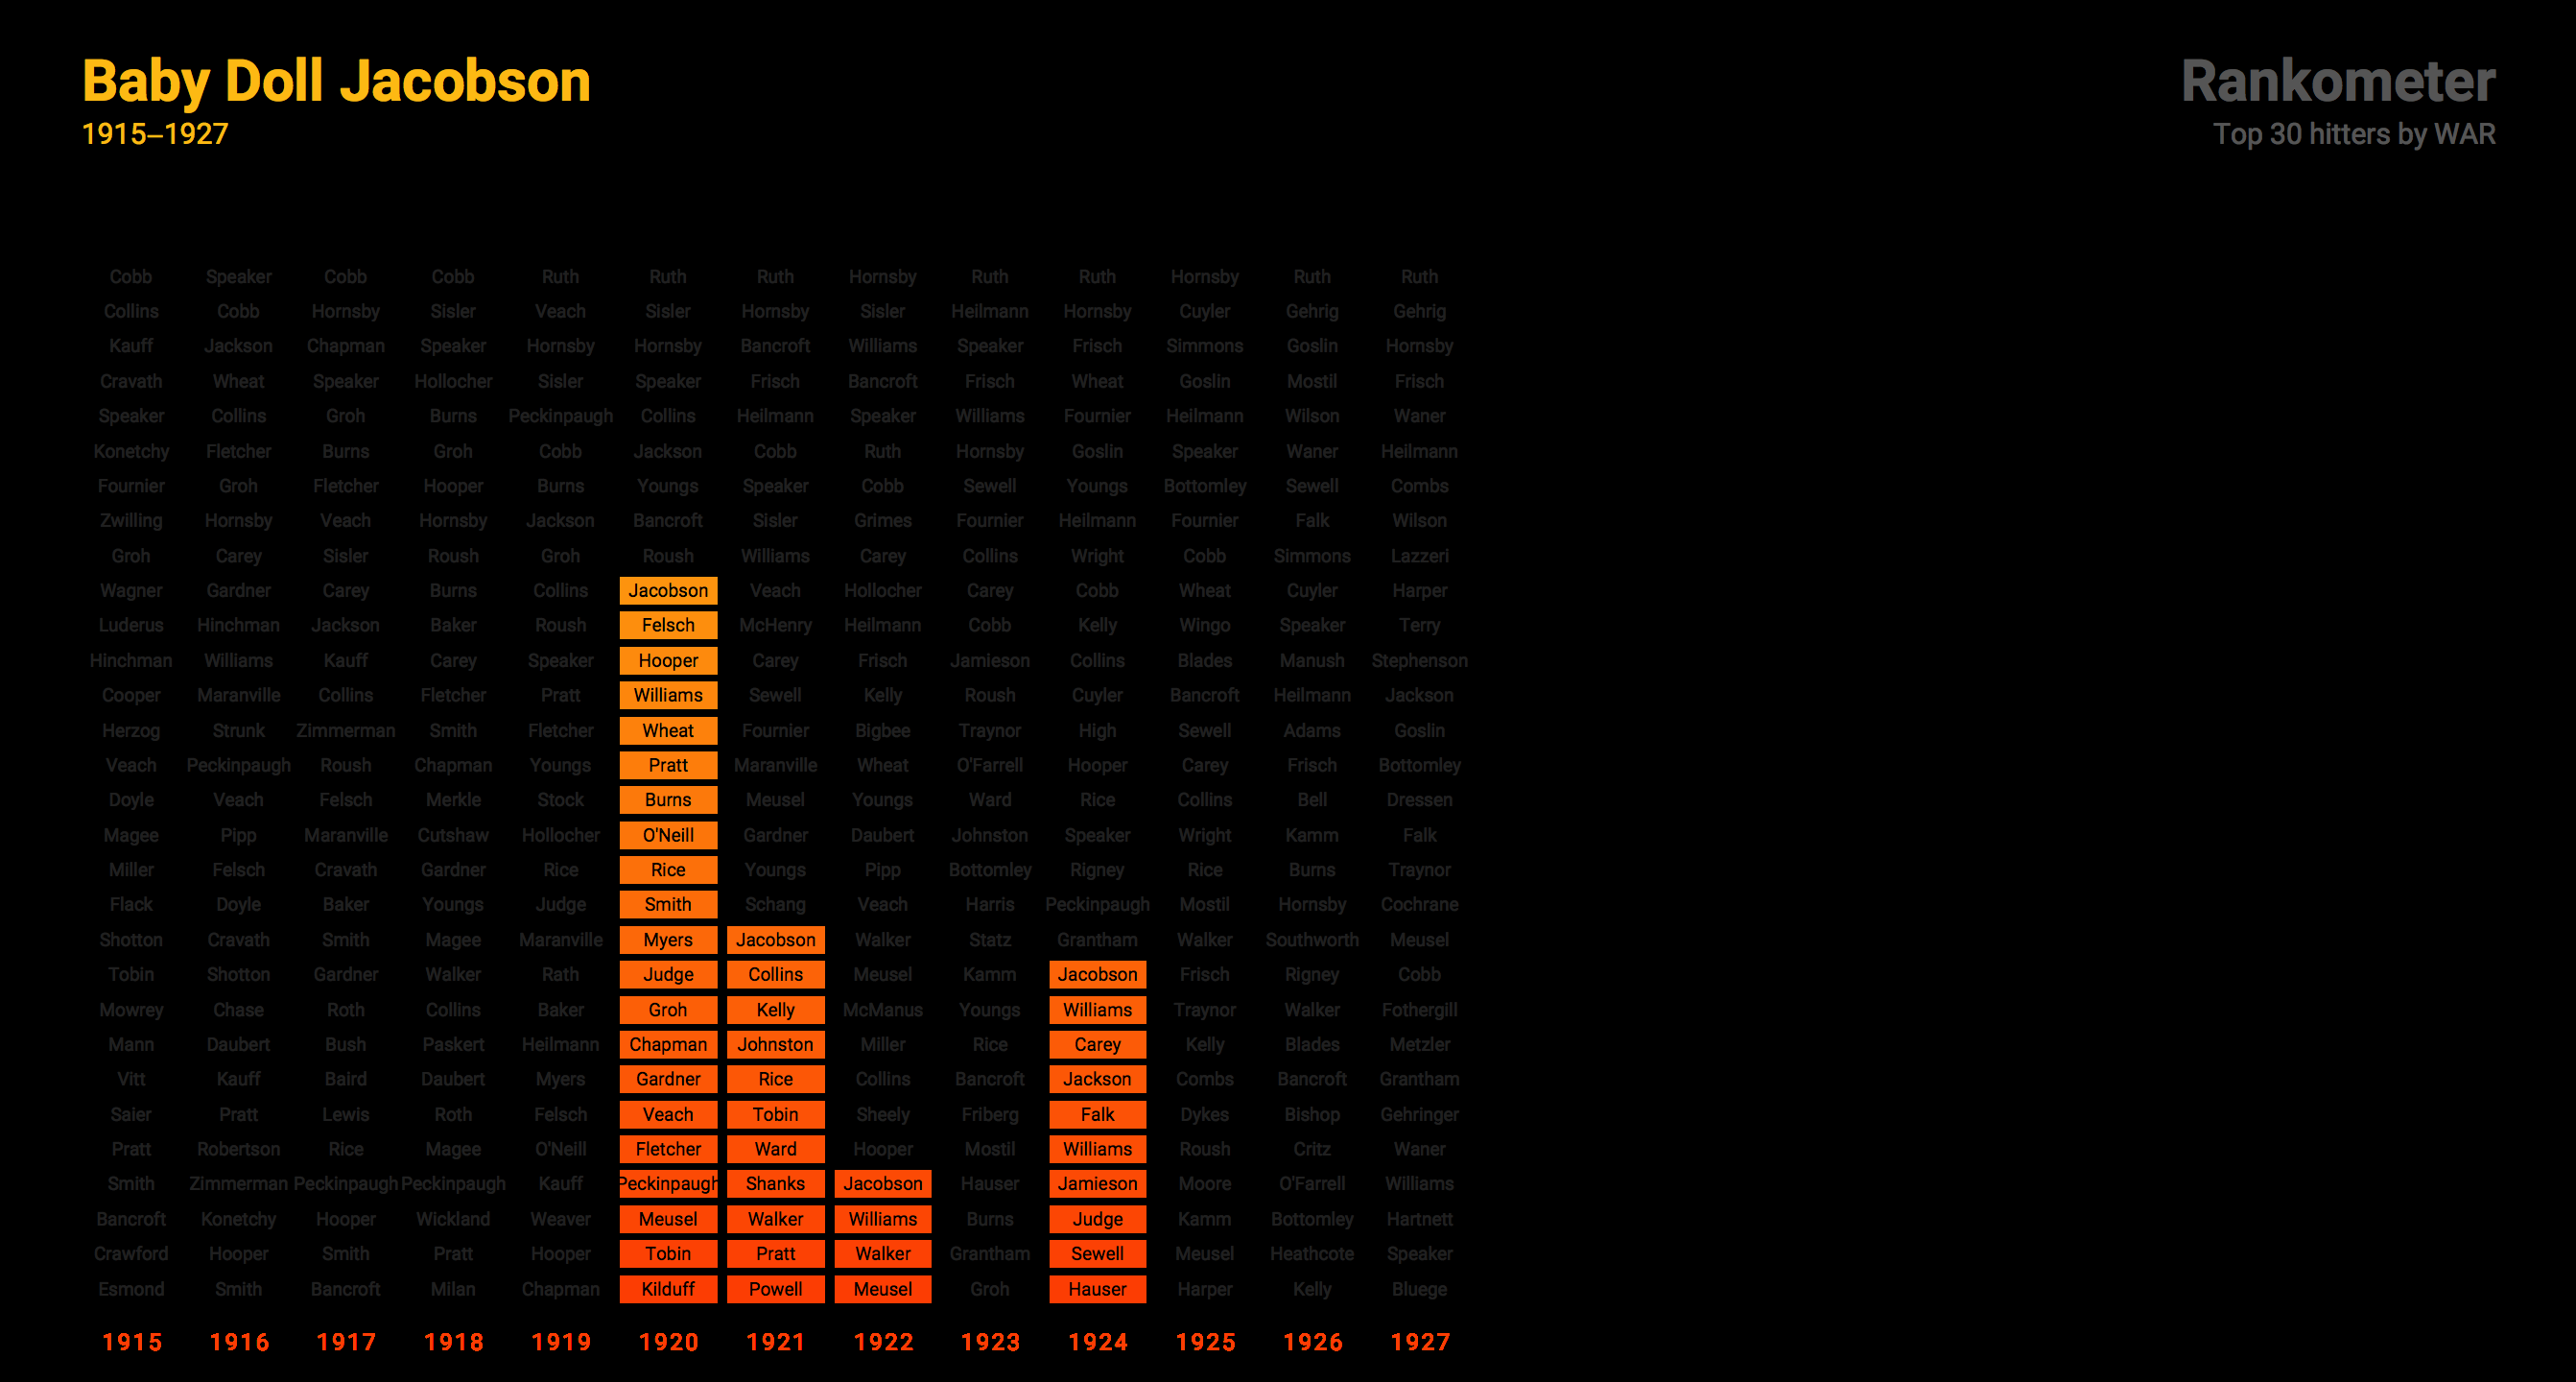 Baby Doll Jacobson
1915–1927
Rankometer
Top 30 hitters by WAR
Cobb Speaker Cobb Cobb Ruth Ruth Ruth Hornsby Ruth Ruth Hornsby Ruth Ruth
Collins Cobb Hornsby Sisler Veach Sisler Hornsby Sisler Heilmann Hornsby Cuyler Gehrig Gehrig
Kauff Jackson Chapman Speaker Hornsby Hornsby Bancroft Williams Speaker Frisch Simmons Goslin Hornsby
Cravath Wheat Speaker Hollocher Sisler Speaker Frisch Bancroft Frisch Wheat Goslin Mostil Frisch
Speaker Collins Groh Burns Peckinpaugh Collins Heilmann Speaker Williams Fournier Heilmann Wilson Waner
Konetchy Fletcher Burns Groh Cobb Jackson Cobb Ruth Hornsby Goslin Speaker Waner Heilmann
Fournier Groh Fletcher Hooper Burns Youngs Speaker Cobb Sewell Youngs Bottomley Sewell Combs
Zwilling Hornsby Veach Hornsby Jackson Bancroft Sisler Grimes Fournier Heilmann Fournier Falk Wilson
Groh Carey Sisler Roush Groh Roush Williams Carey Collins Wright Cobb Simmons Lazzeri
Wagner Gardner Carey Burns Collins Jacobson Veach Hollocher Carey Cobb Wheat Cuyler Harper
Luderus Hinchman Jackson Baker Roush Felsch McHenry Heilmann Cobb Kelly Wingo Speaker Terry
Hinchman Williams Kauff Carey Speaker Hooper Carey Frisch Jamieson Collins Blades Manush Stephenson
Cooper Maranville Collins Fletcher Pratt Williams Sewell Kelly Roush Cuyler Bancroft Heilmann Jackson
Herzog Strunk Zimmerman Smith Fletcher Wheat Fournier Bigbee Traynor High Sewell Adams Goslin
Veach Peckinpaugh Roush Chapman Youngs Pratt Maranville Wheat O'Farrell Hooper Carey Frisch Bottomley
Doyle Veach Felsch Merkle Stock Burns Meusel Youngs Ward Rice Collins Bell Dressen
Magee Pipp Maranville Cutshaw Hollocher O'Neill Gardner Daubert Johnston Speaker Wright Kamm Falk
Miller Felsch Cravath Gardner Rice Rice Youngs Pipp Bottomley Rigney Rice Burns Traynor
Flack Doyle Baker Youngs Judge Smith Schang Veach Harris Peckinpaugh Mostil Hornsby Cochrane
Shotton Cravath Smith Magee Maranville Myers Jacobson Walker Statz Grantham Walker Southworth Meusel
Tobin Shotton Gardner Walker Rath Judge Collins Meusel Kamm Jacobson Frisch Rigney Cobb
Mowrey Chase Roth Collins Baker Groh Kelly McManus Youngs Williams Traynor Walker Fothergill
Mann Daubert Bush Paskert Heilmann Chapman Johnston Miller Rice Carey Kelly Blades Metzler
Vitt Kauff Baird Daubert Myers Gardner Rice Collins Bancroft Jackson Combs Bancroft Grantham
Saier Pratt Lewis Roth Felsch Veach Tobin Sheely Friberg Falk Dykes Bishop Gehringer
Pratt Robertson Rice Magee O'Neill Fletcher Ward Hooper Mostil Williams Roush Critz Waner
Smith Zimmerman Peckinpaugh Peckinpaugh Kauff Peckinpaugh Shanks Jacobson Hauser Jamieson Moore O'Farrell Williams
Bancroft Konetchy Hooper Wickland Weaver Meusel Walker Williams Burns Judge Kamm Bottomley Hartnett
Crawford Hooper Smith Pratt Hooper Tobin Pratt Walker Grantham Sewell Meusel Heathcote Speaker
Esmond Smith Bancroft Milan Chapman Kilduff Powell Meusel Groh Hauser Harper Kelly Bluege
1915 1916 1917 1918 1919 1920 1921 1922 1923 1924 1925 1926 1927